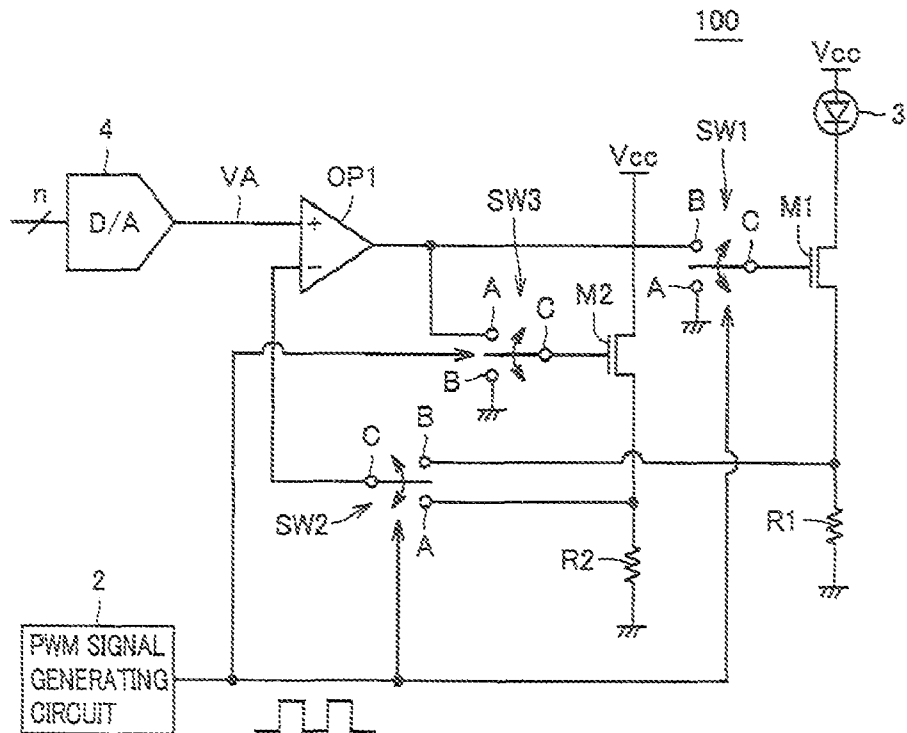 100
Vcc
3
4
SW1
n
D/A
VA
OP1
Vcc
SW3
B
C
M1
A
A
C
M2
B
B
C
SW2
A
R2
R1
2
PWM SIGNAL
GENERATING
CIRCUIT
+
−